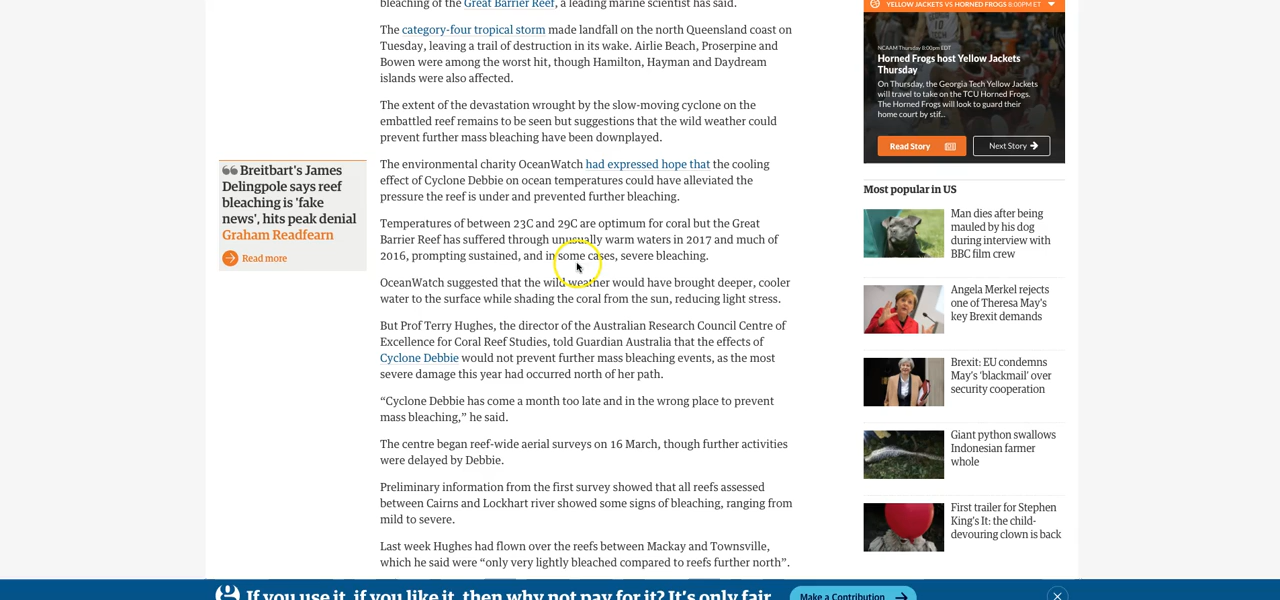 bleaching of the Great Barrier Reef, a leading marine scientist has said.
The category-four tropical storm made landfall on the north Queensland coast on
Tuesday, leaving a trail of destruction in its wake. Airlie Beach, Proserpine and
Bowen were among the worst hit, though Hamilton, Hayman and Daydream
islands were also affected.
The extent of the devastation wrought by the slow-moving cyclone on the
embattled reef remains to be seen but suggestions that the wild weather could
prevent further mass bleaching have been downplayed.
The environmental charity OceanWatch had expressed hope that the cooling
effect of Cyclone Debbie on ocean temperatures could have alleviated the
pressure the reef is under and prevented further bleaching.
Temperatures of between 23C and 29C are optimum for coral but the Great
Barrier Reef has suffered through unusually warm waters in 2017 and much of
2016, prompting sustained, and in some cases, severe bleaching.
OceanWatch suggested that the wild weather would have brought deeper, cooler
water to the surface while shading the coral from the sun, reducing light stress.
But Prof Terry Hughes, the director of the Australian Research Council Centre of
Excellence for Coral Reef Studies, told Guardian Australia that the effects of
Cyclone Debbie would not prevent further mass bleaching events, as the most
severe damage this year had occurred north of her path.
“Cyclone Debbie has come a month too late and in the wrong place to prevent
mass bleaching,” he said.
The centre began reef-wide aerial surveys on 16 March, though further activities
were delayed by Debbie.
Preliminary information from the first survey showed that all reefs assessed
between Cairns and Lockhart river showed some signs of bleaching, ranging from
mild to severe.
Last week Hughes had flown over the reefs between Mackay and Townsville,
which he said were “only very lightly bleached compared to reefs further north”.
Breitbart's James
Delingpole says reef
bleaching is 'fake
news', hits peak denial
Graham Readfearn
Read more
YELLOW JACKETS VS HORNED FROGS 8:00PM ET
NCAAM Thursday 8:00pm EDT
Horned Frogs host Yellow Jackets
Thursday
On Thursday, the Georgia Tech Yellow Jackets
will travel to take on the TCU Horned Frogs.
The Horned Frogs will look to guard their
home court by stif...
Read Story
Next Story
Most popular in US
Man dies after being
mauled by his dog
during interview with
BBC film crew
Angela Merkel rejects
one of Theresa May's
key Brexit demands
Brexit: EU condemns
May's 'blackmail' over
security cooperation
Giant python swallows
Indonesian farmer
whole
First trailer for Stephen
King's It: the child-
devouring clown is back
If you use it, if you like it, then why not pay for it? It's only fair.
Make a Contribution